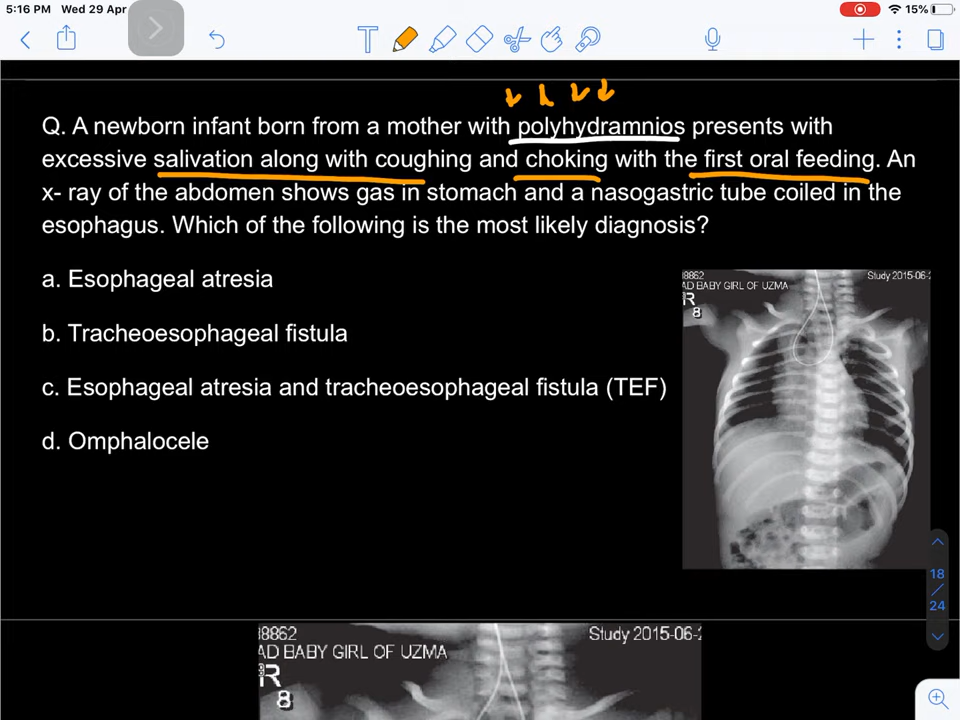 5:16 PM Wed 29 Apr
15%
Q. A newborn infant born from a mother with polyhydramnios presents with
excessive salivation along with coughing and choking with the first oral feeding. An
x- ray of the abdomen shows gas in stomach and a nasogastric tube coiled in the
esophagus. Which of the following is the most likely diagnosis?
a. Esophageal atresia
b. Tracheoesophageal fistula
c. Esophageal atresia and tracheoesophageal fistula (TEF)
d. Omphalocele
8862 Study 2015-06-2
AD BABY GIRL OF UZMA
R
8
18
/
24
38862 Study 2015-06-2
AD BABY GIRL OF UZMA
R
8